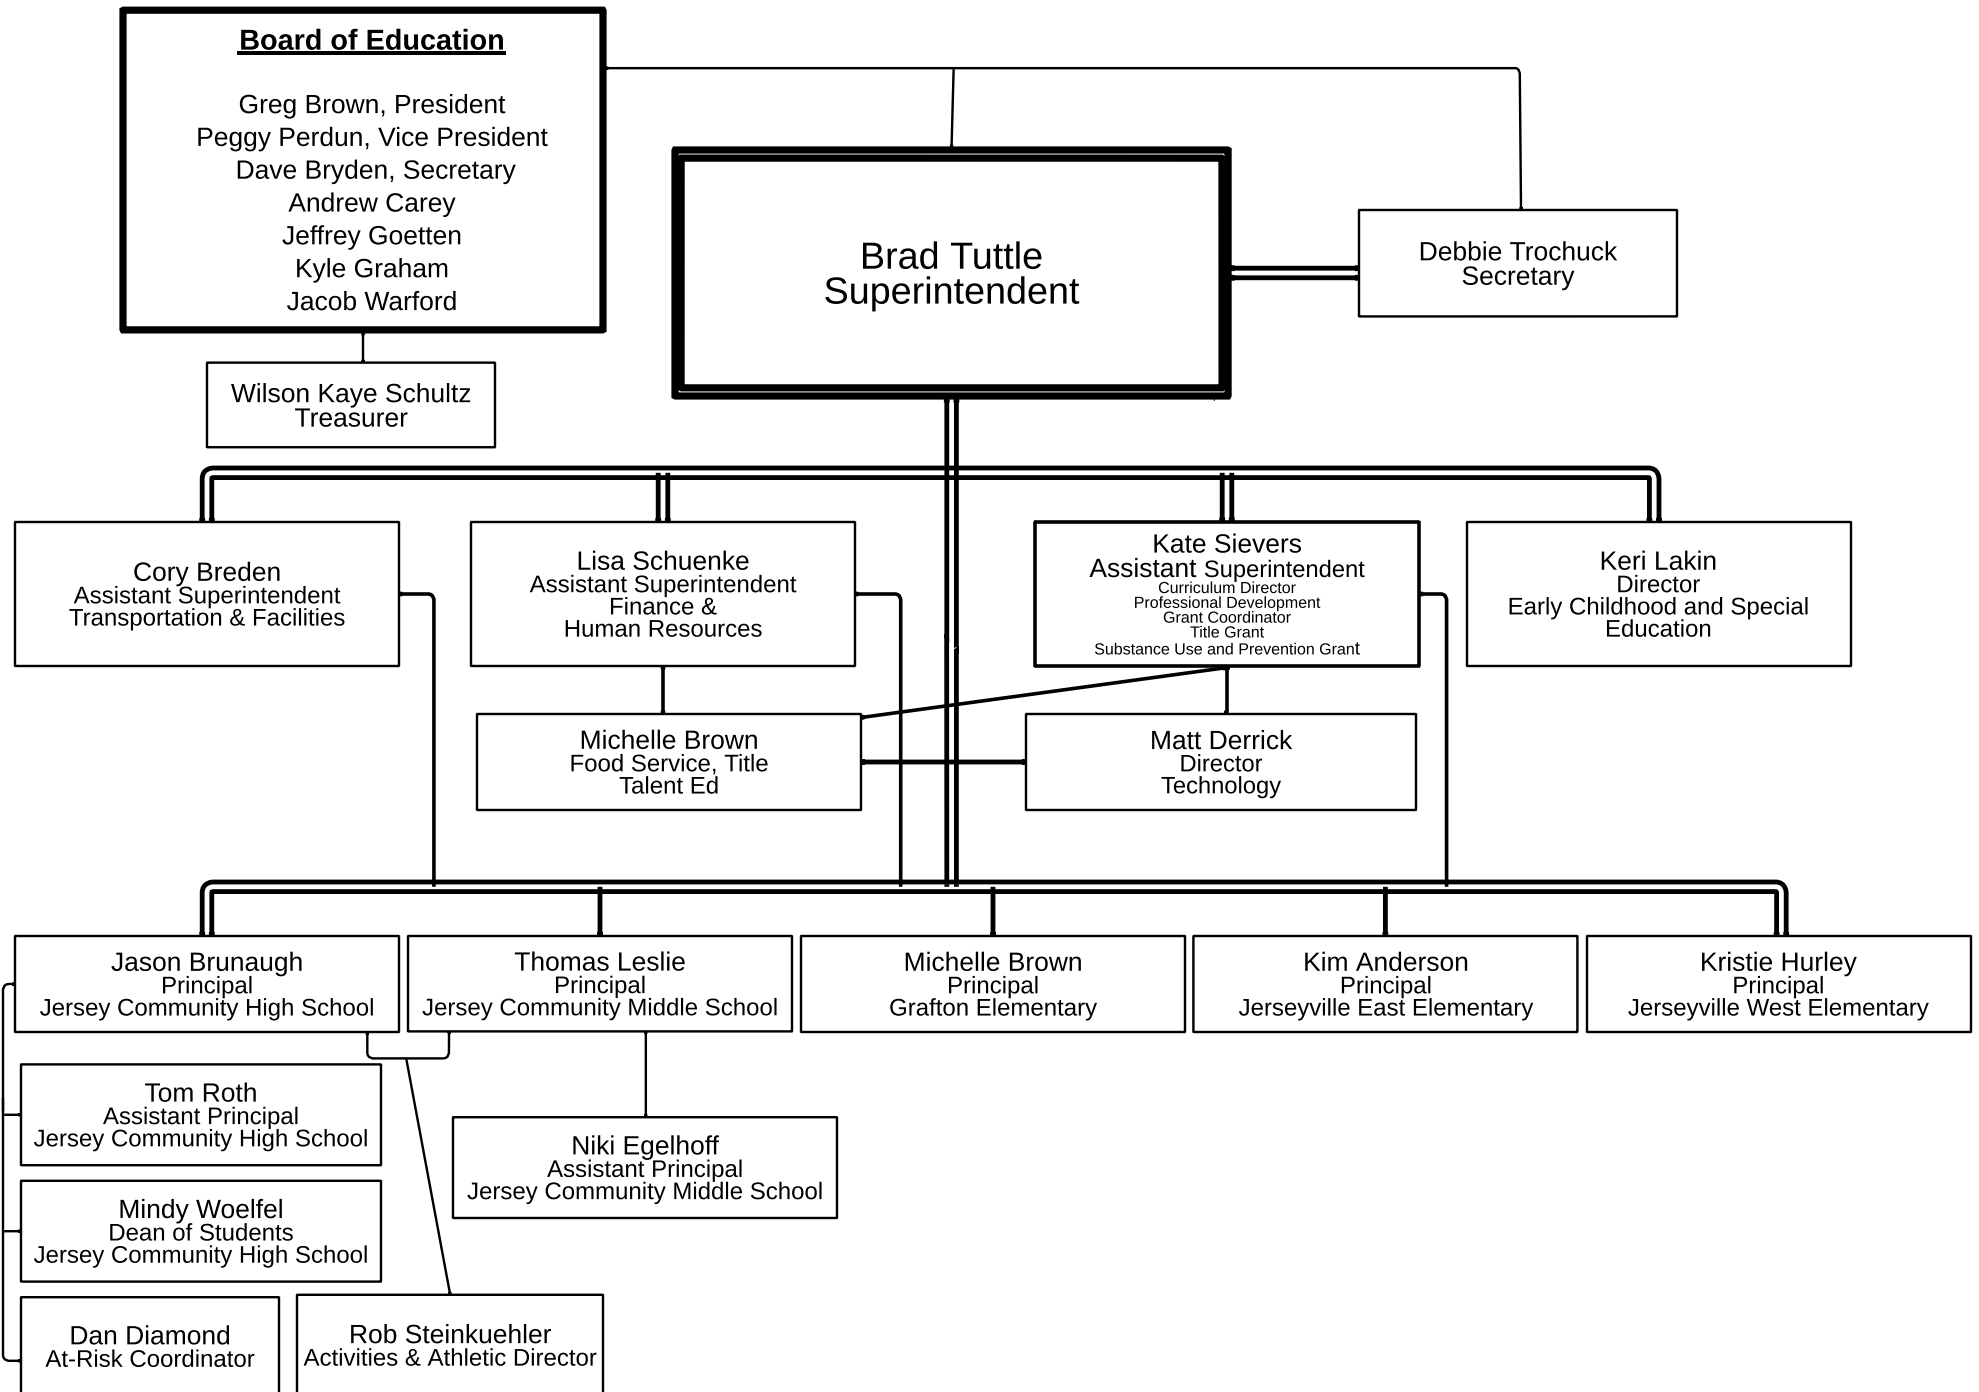 Board of Education
Greg Brown, President
Peggy Perdun, Vice President
Dave Bryden, Secretary
Andrew Carey
Jeffrey Goetten
Kyle Graham
Jacob Warford
Brad Tuttle
Superintendent
Debbie Trochuck
Secretary
Wilson Kaye Schultz
Treasurer
Cory Breden
Assistant Superintendent
Transportation & Facilities
Lisa Schuenke
Assistant Superintendent
Finance &
Human Resources
Kate Sievers
Assistant Superintendent
Curriculum Director
Professional Development
Grant Coordinator
Title Grant
Substance Use and Prevention Grant
Keri Lakin
Director
Early Childhood and Special
Education
Michelle Brown
Food Service, Title
Talent Ed
Matt Derrick
Director
Technology
Jason Brunaugh
Principal
Jersey Community High School
Thomas Leslie
Principal
Jersey Community Middle School
Michelle Brown
Principal
Grafton Elementary
Kim Anderson
Principal
Jerseyville East Elementary
Kristie Hurley
Principal
Jerseyville West Elementary
Tom Roth
Assistant Principal
Jersey Community High School
Niki Egelhoff
Assistant Principal
Jersey Community Middle School
Mindy Woelfel
Dean of Students
Jersey Community High School
Dan Diamond
At-Risk Coordinator
Rob Steinkuehler
Activities & Athletic Director